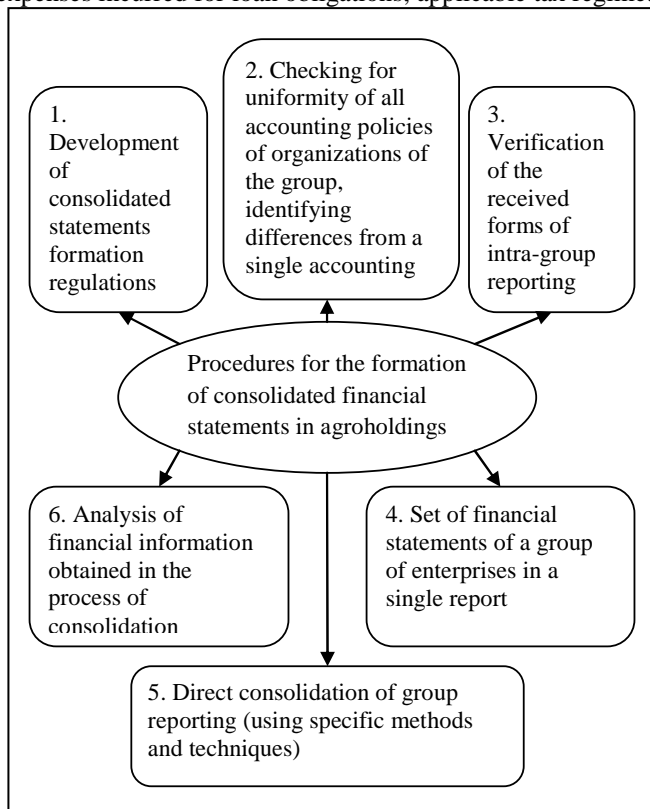 expenses incurred for loan obligations, applicable tax regimes
1.
Development
of
consolidated
statements
formation
regulations
2. Checking for
uniformity of all
accounting policies
of organizations of
the group,
identifying
differences from a
single accounting
3.
Verification
of the
received
forms of
intra-group
reporting
Procedures for the formation
of consolidated financial
statements in agroholdings
4. Set of financial
statements of a group
of enterprises in a
single report
5. Direct consolidation of group
reporting (using specific methods
and techniques)
6. Analysis of
financial information
obtained in the
process of
consolidation